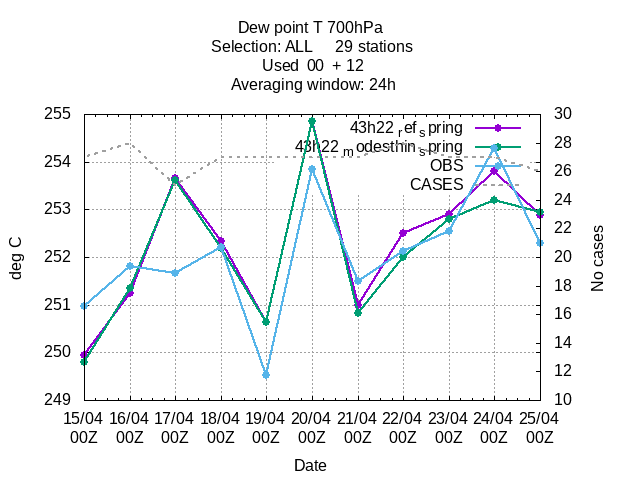 Dew point T 700hPa
Selection: ALL 29 stations
Used 00 + 12
Averaging window: 24h
255
254
253
252
251
250
249
deg C
30
28
26
24
22
20
18
16
14
12
10
No cases
43h22ref_spring
43h22modestrin_spring
OBS
CASES
15/04 16/04 17/04 18/04 19/04 20/04 21/04 22/04 23/04 24/04 25/04
00Z 00Z 00Z 00Z 00Z 00Z 00Z 00Z 00Z 00Z 00Z
Date